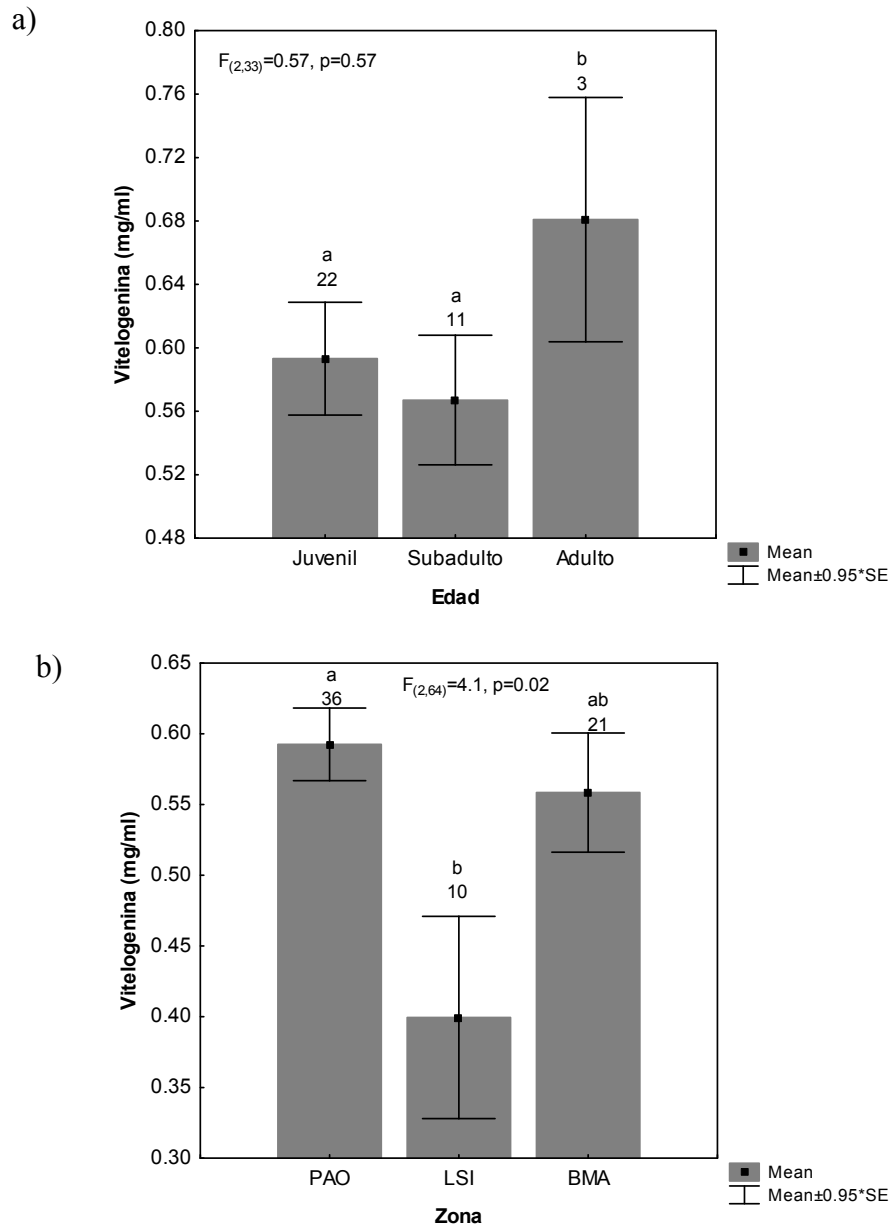 a)
F(2,33)=0.57, p=0.57
Vitelogenina (mg/ml)
0.80
0.76
0.72
0.68
0.64
0.60
0.56
0.52
0.48
a
22
a
11
b
3
Juvenil Subadulto Adulto
Edad
Mean
Mean±0.95*SE
b)
F(2,64)=4.1, p=0.02
Vitelogenina (mg/ml)
0.65
0.60
0.55
0.50
0.45
0.40
0.35
0.30
a
36
b
10
ab
21
PAO LSI BMA
Zona
Mean
Mean±0.95*SE